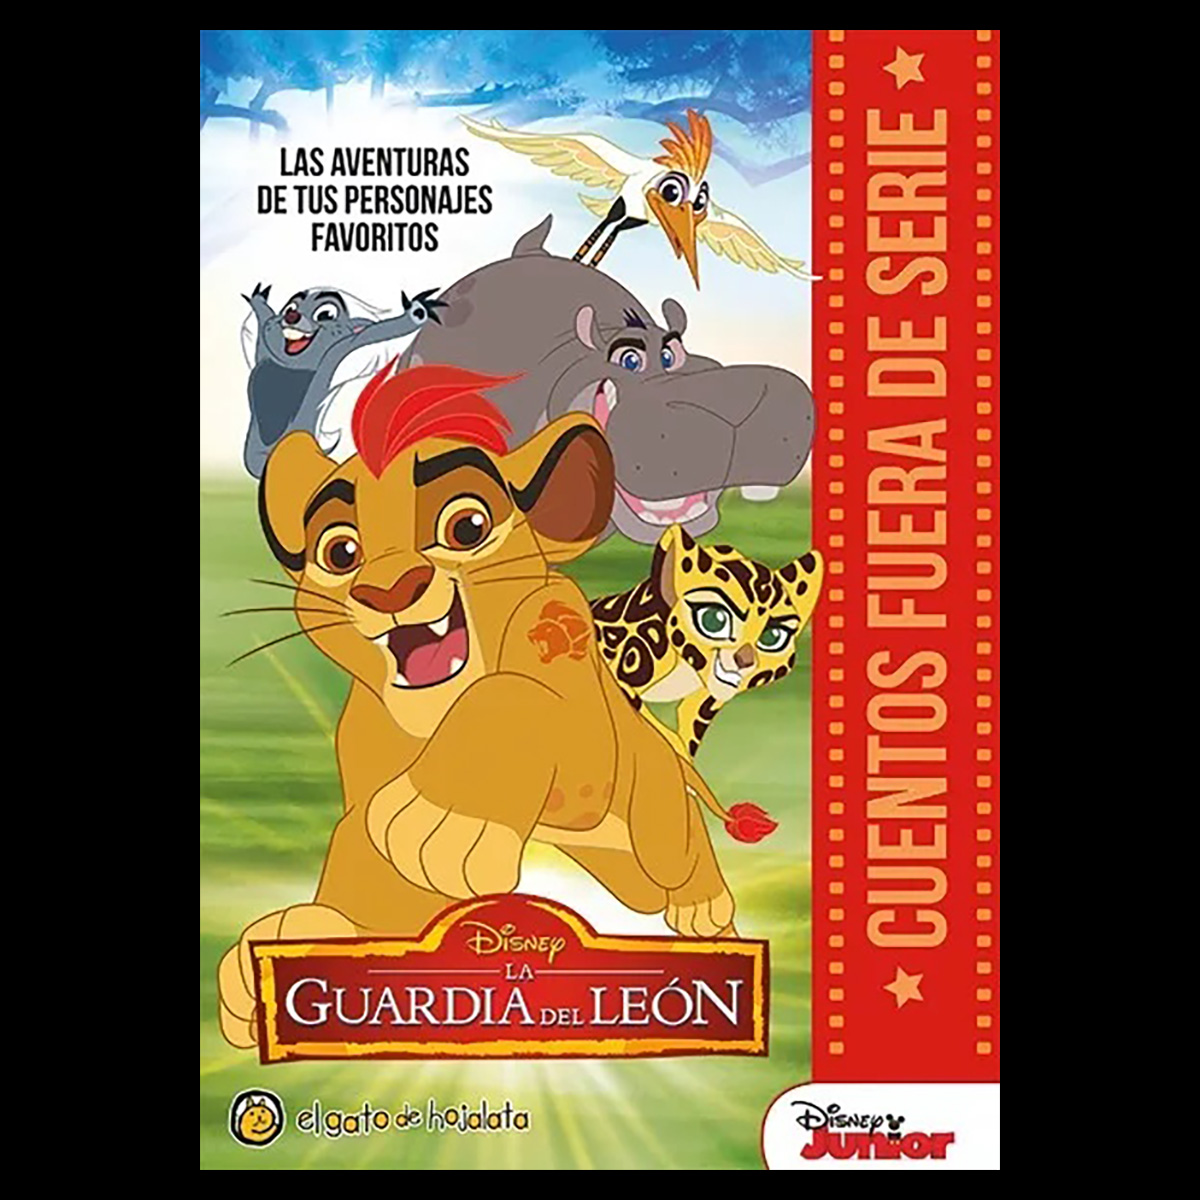 LAS AVENTURAS
DE TUS PERSONAJES
FAVORITOS
CUENTOS FUERA DE SERIE
DISNEY
LA
GUARDIA DEL LEÓN
el gato de hojalata
DISNEY
JUNIOR